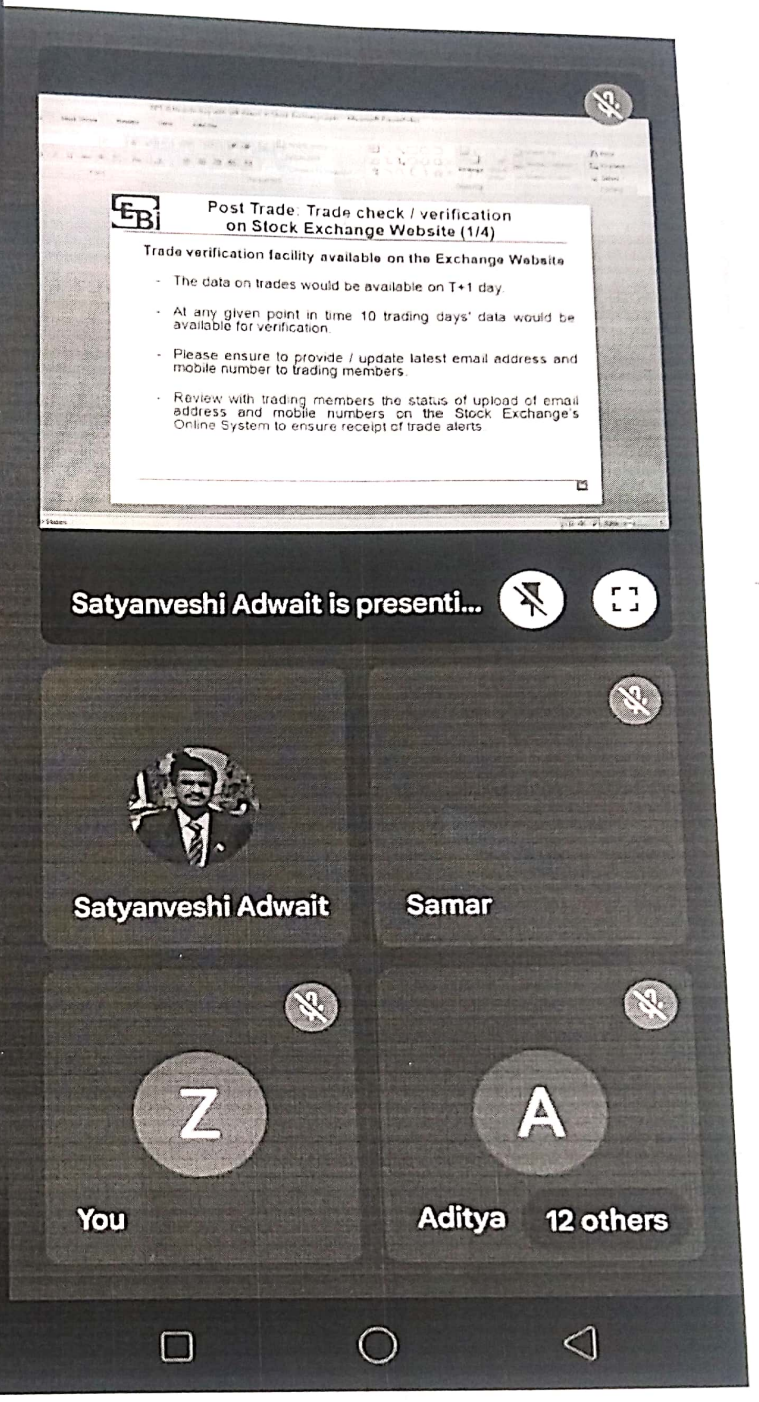 SEBI
Post Trade: Trade check / verification
on Stock Exchange Website (1/4)
Trade verification facility available on the Exchange Website
- The data on trades would be available on T+1 day.
- At any given point in time 10 trading days' data would be
available for verification.
- Please ensure to provide / update latest email address and
mobile number to trading members.
- Review with trading members the status of upload of email
address and mobile numbers on the Stock Exchange's
Online System to ensure receipt of trade alerts
Satyanveshi Adwait is presenti...
Satyanveshi Adwait
Samar
Z
You
A
Aditya
12 others